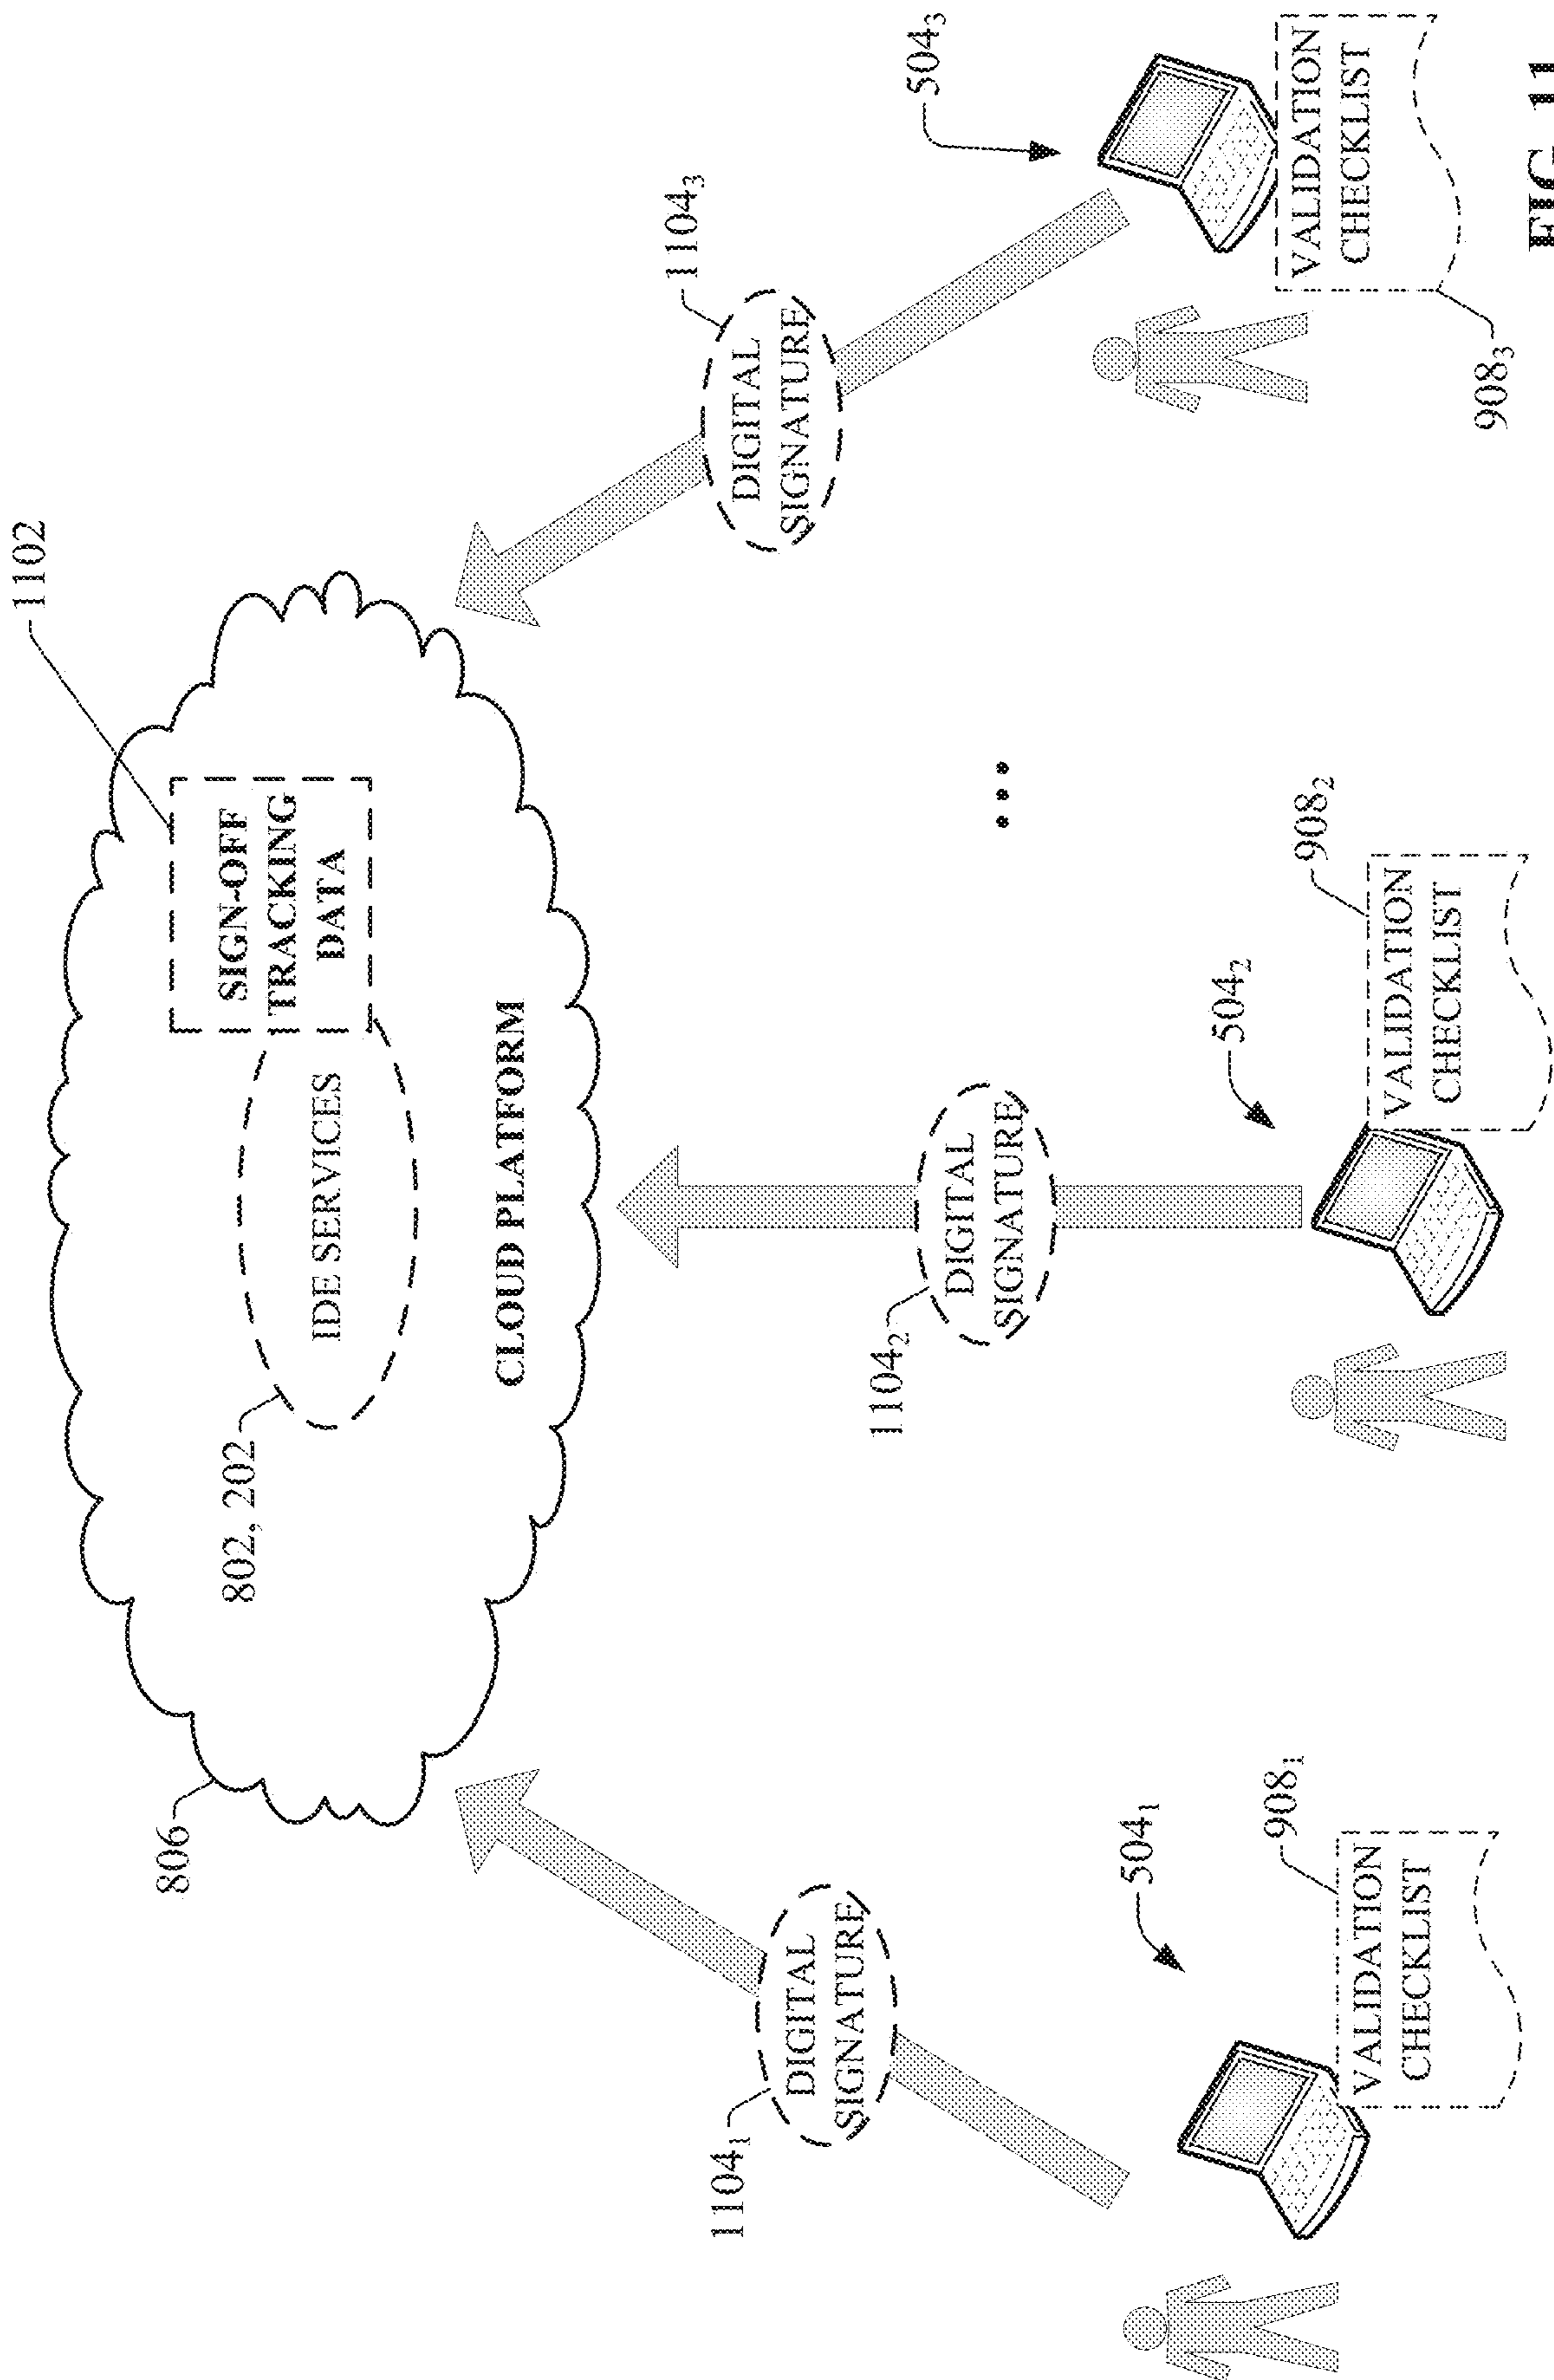 1102
SIGN-OFF
TRACKING
DATA
802, 202
IDE SERVICES
CLOUD PLATFORM
806
1104₁
DIGITAL
SIGNATURE
1104₂
DIGITAL
SIGNATURE
1104₃
DIGITAL
SIGNATURE
504₁
908₁
VALIDATION
CHECKLIST
...
504₂
908₂
VALIDATION
CHECKLIST
504₃
VALIDATION
CHECKLIST
908₃
FIG. 11